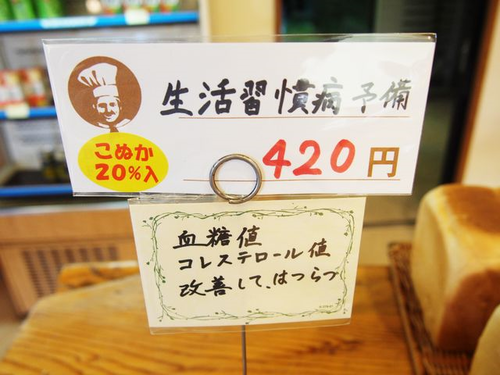 生活習慣病予備
こぬか
20%入
420円
血糖値
コレステロール値
改善して、はつらつ